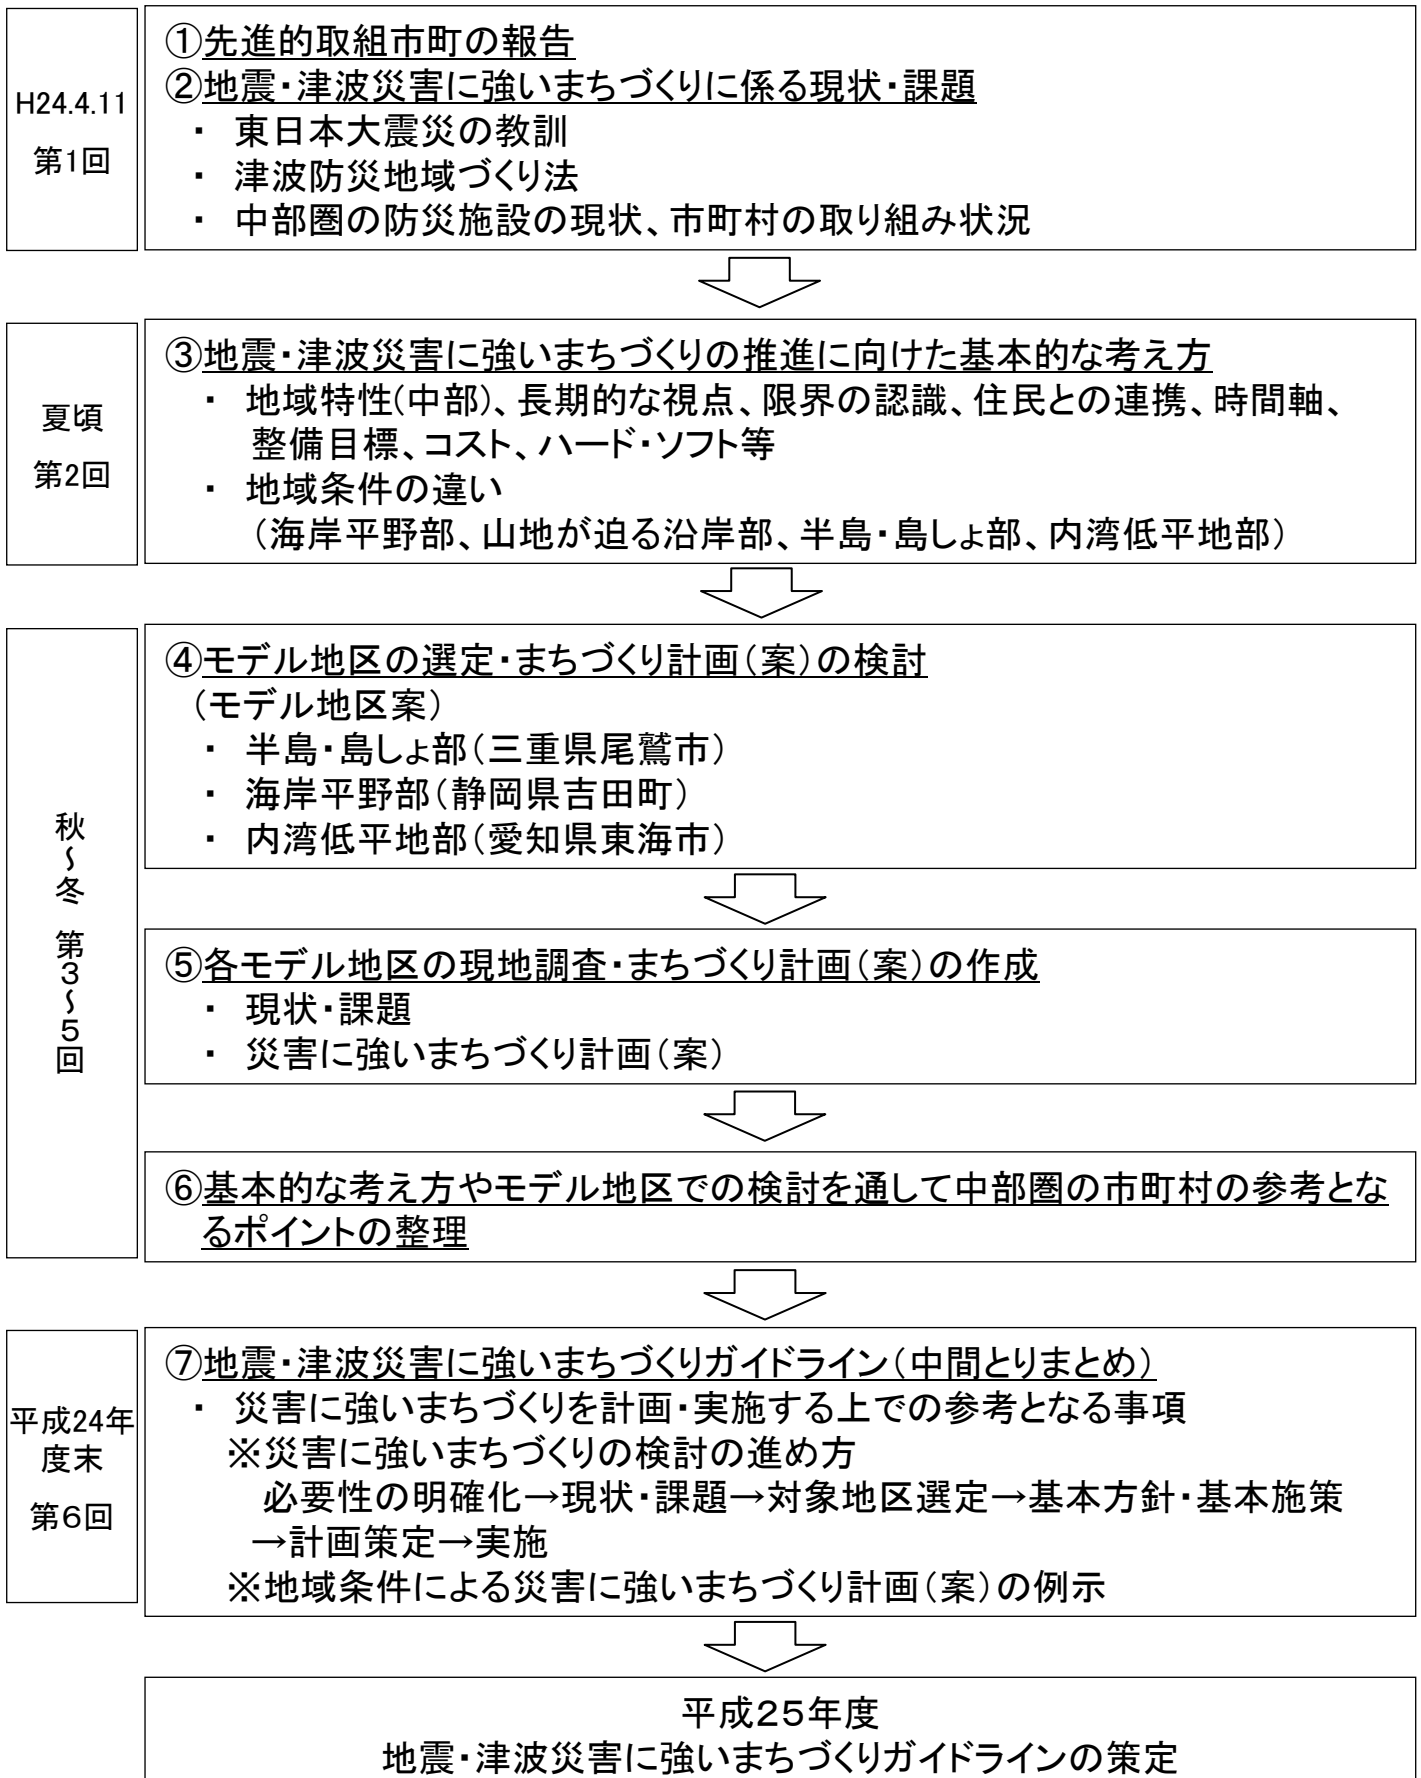 H24.4.11
第1回
①先進的取組市町の報告
②地震・津波災害に強いまちづくりに係る現状・課題
・ 東日本大震災の教訓
・ 津波防災地域づくり法
・ 中部圏の防災施設の現状、市町村の取り組み状況
夏頃
第2回
③地震・津波災害に強いまちづくりの推進に向けた基本的な考え方
・ 地域特性(中部)、長期的な視点、限界の認識、住民との連携、時間軸、
整備目標、コスト、ハード・ソフト等
・ 地域条件の違い
（海岸平野部、山地が迫る沿岸部、半島・島しょ部、内湾低平地部）
秋～冬 第３～５回
④モデル地区の選定・まちづくり計画（案）の検討
（モデル地区案）
・ 半島・島しょ部（三重県尾鷲市）
・ 海岸平野部（静岡県吉田町）
・ 内湾低平地部（愛知県東海市）
⑤各モデル地区の現地調査・まちづくり計画（案）の作成
・ 現状・課題
・ 災害に強いまちづくり計画（案）
⑥基本的な考え方やモデル地区での検討を通して中部圏の市町村の参考とな
るポイントの整理
平成24年
度末
第６回
⑦地震・津波災害に強いまちづくりガイドライン（中間とりまとめ）
・ 災害に強いまちづくりを計画・実施する上での参考となる事項
※災害に強いまちづくりの検討の進め方
必要性の明確化→現状・課題→対象地区選定→基本方針・基本施策
→計画策定→実施
※地域条件による災害に強いまちづくり計画（案）の例示
平成２５年度
地震・津波災害に強いまちづくりガイドラインの策定